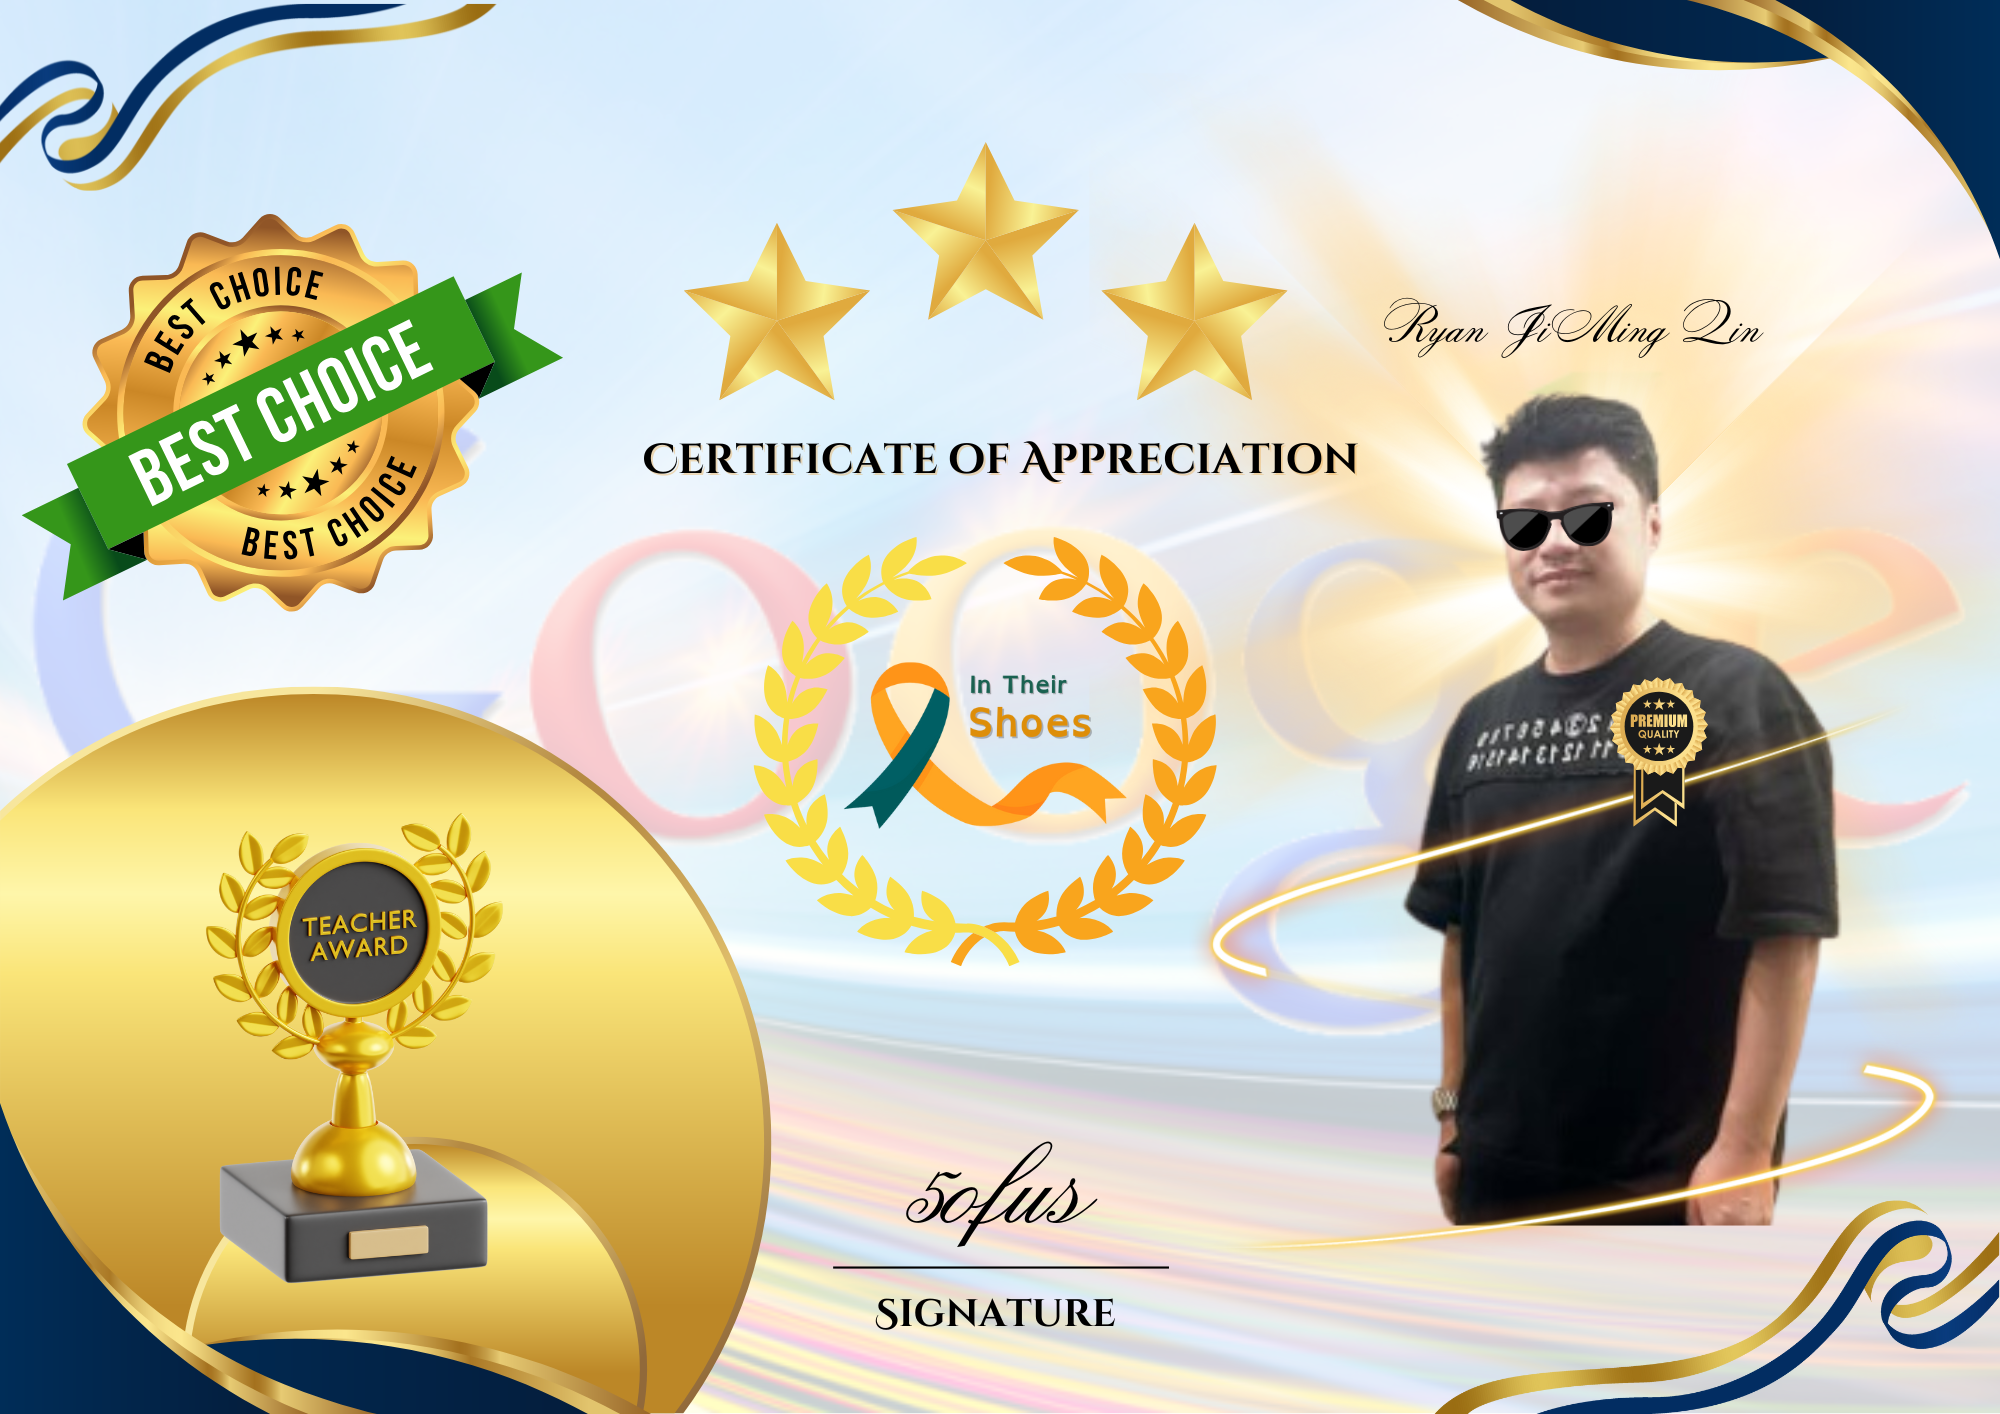 BEST CHOICE
BEST CHOICE
BEST CHOICE
Ryan JiMing Qin
Certificate of Appreciation
In Their
Shoes
PREMIUM
QUALITY
TEACHER
AWARD
5ofus
Signature
Google